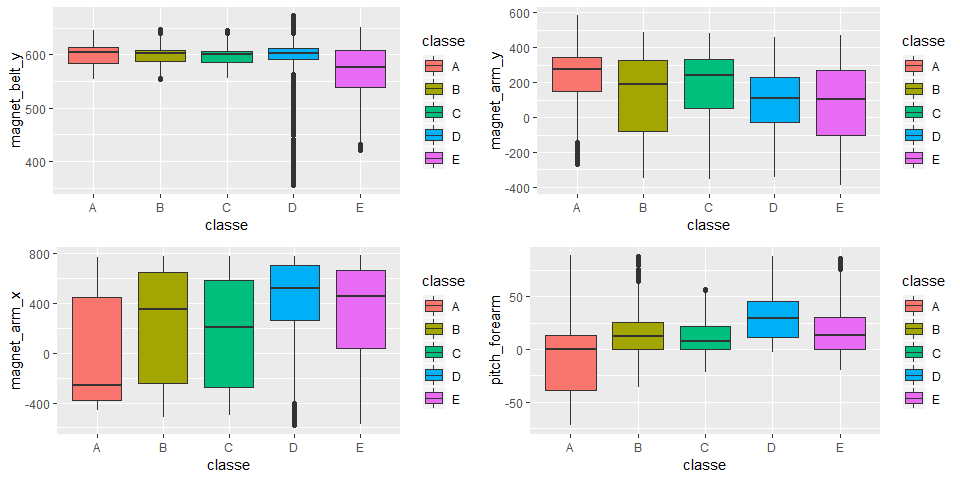 magnet_belt_y
600
500
400
A B C D E
classe
classe
A
B
C
D
E
magnet_arm_y
600
400
200
0
-200
-400
A B C D E
classe
classe
A
B
C
D
E
magnet_arm_x
800
400
0
-400
A B C D E
classe
classe
A
B
C
D
E
pitch_forearm
50
0
-50
A B C D E
classe
classe
A
B
C
D
E